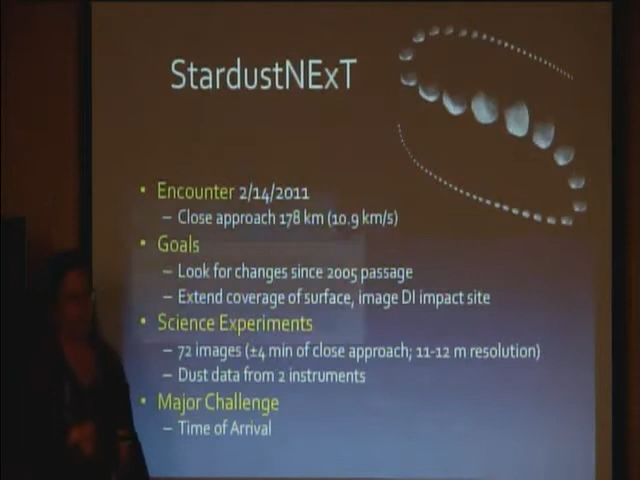 StardustNExT
• Encounter 2/14/2011
– Close approach 178 km (10.9 km/s)
• Goals
– Look for changes since 2005 passage
– Extend coverage of surface, image DI impact site
• Science Experiments
– 72 images (±4 min of close approach; 11-12 m resolution)
– Dust data from 2 instruments
• Major Challenge
– Time of Arrival